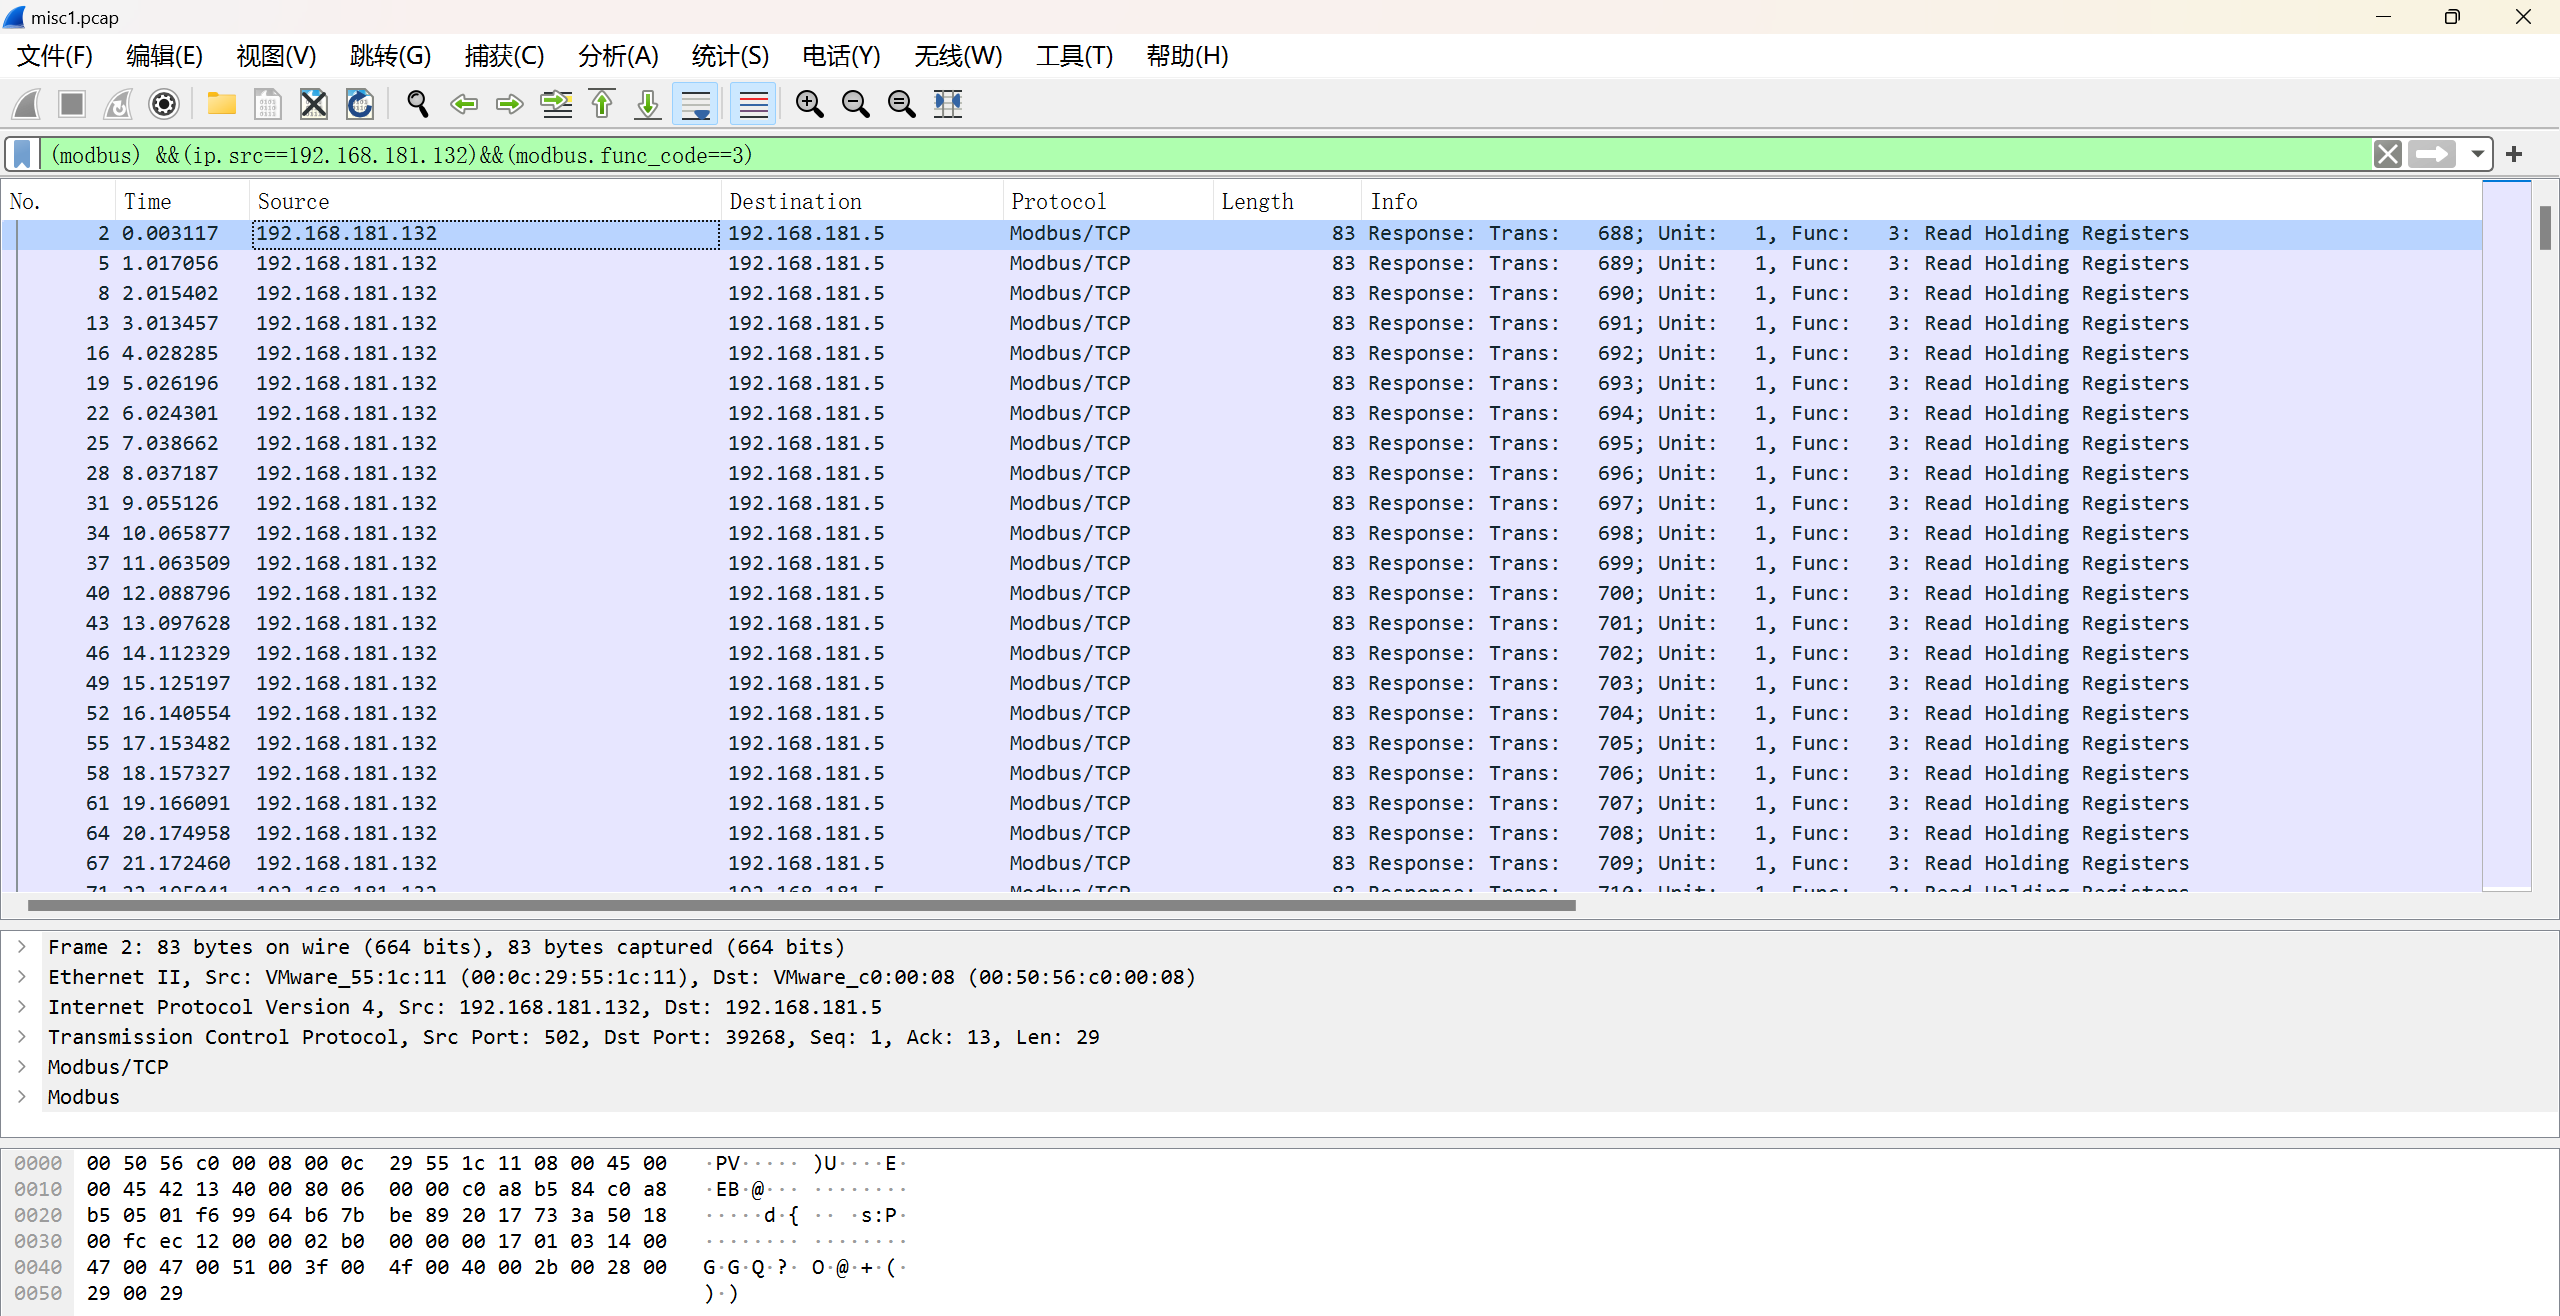 misc1.pcap
文件(F) 编辑(E) 视图(V) 跳转(G) 捕获(C) 分析(A) 统计(S) 电话(Y) 无线(W) 工具(T) 帮助(H)
(modbus) &&(ip.src==192.168.181.132)&&(modbus.func_code==3)
No. Time Source Destination Protocol Length Info
2 0.003117 192.168.181.132 192.168.181.5 Modbus/TCP 83 Response: Trans: 688; Unit: 1, Func: 3: Read Holding Registers
5 1.017056 192.168.181.132 192.168.181.5 Modbus/TCP 83 Response: Trans: 689; Unit: 1, Func: 3: Read Holding Registers
8 2.015402 192.168.181.132 192.168.181.5 Modbus/TCP 83 Response: Trans: 690; Unit: 1, Func: 3: Read Holding Registers
13 3.013457 192.168.181.132 192.168.181.5 Modbus/TCP 83 Response: Trans: 691; Unit: 1, Func: 3: Read Holding Registers
16 4.028285 192.168.181.132 192.168.181.5 Modbus/TCP 83 Response: Trans: 692; Unit: 1, Func: 3: Read Holding Registers
19 5.026196 192.168.181.132 192.168.181.5 Modbus/TCP 83 Response: Trans: 693; Unit: 1, Func: 3: Read Holding Registers
22 6.024301 192.168.181.132 192.168.181.5 Modbus/TCP 83 Response: Trans: 694; Unit: 1, Func: 3: Read Holding Registers
25 7.038662 192.168.181.132 192.168.181.5 Modbus/TCP 83 Response: Trans: 695; Unit: 1, Func: 3: Read Holding Registers
28 8.037187 192.168.181.132 192.168.181.5 Modbus/TCP 83 Response: Trans: 696; Unit: 1, Func: 3: Read Holding Registers
31 9.055126 192.168.181.132 192.168.181.5 Modbus/TCP 83 Response: Trans: 697; Unit: 1, Func: 3: Read Holding Registers
34 10.065877 192.168.181.132 192.168.181.5 Modbus/TCP 83 Response: Trans: 698; Unit: 1, Func: 3: Read Holding Registers
37 11.063509 192.168.181.132 192.168.181.5 Modbus/TCP 83 Response: Trans: 699; Unit: 1, Func: 3: Read Holding Registers
40 12.088796 192.168.181.132 192.168.181.5 Modbus/TCP 83 Response: Trans: 700; Unit: 1, Func: 3: Read Holding Registers
43 13.097628 192.168.181.132 192.168.181.5 Modbus/TCP 83 Response: Trans: 701; Unit: 1, Func: 3: Read Holding Registers
46 14.112329 192.168.181.132 192.168.181.5 Modbus/TCP 83 Response: Trans: 702; Unit: 1, Func: 3: Read Holding Registers
49 15.125197 192.168.181.132 192.168.181.5 Modbus/TCP 83 Response: Trans: 703; Unit: 1, Func: 3: Read Holding Registers
52 16.140554 192.168.181.132 192.168.181.5 Modbus/TCP 83 Response: Trans: 704; Unit: 1, Func: 3: Read Holding Registers
55 17.153482 192.168.181.132 192.168.181.5 Modbus/TCP 83 Response: Trans: 705; Unit: 1, Func: 3: Read Holding Registers
58 18.157327 192.168.181.132 192.168.181.5 Modbus/TCP 83 Response: Trans: 706; Unit: 1, Func: 3: Read Holding Registers
61 19.166091 192.168.181.132 192.168.181.5 Modbus/TCP 83 Response: Trans: 707; Unit: 1, Func: 3: Read Holding Registers
64 20.174958 192.168.181.132 192.168.181.5 Modbus/TCP 83 Response: Trans: 708; Unit: 1, Func: 3: Read Holding Registers
67 21.172460 192.168.181.132 192.168.181.5 Modbus/TCP 83 Response: Trans: 709; Unit: 1, Func: 3: Read Holding Registers
Frame 2: 83 bytes on wire (664 bits), 83 bytes captured (664 bits)
Ethernet II, Src: VMware_55:1c:11 (00:0c:29:55:1c:11), Dst: VMware_c0:00:08 (00:50:56:c0:00:08)
Internet Protocol Version 4, Src: 192.168.181.132, Dst: 192.168.181.5
Transmission Control Protocol, Src Port: 502, Dst Port: 39268, Seq: 1, Ack: 13, Len: 29
Modbus/TCP
Modbus
0000 00 50 56 c0 00 08 00 0c 29 55 1c 11 08 00 45 00 ·PV····· )U····E·
0010 00 45 42 13 40 00 80 06 00 00 c0 a8 b5 84 c0 a8 ·EB·@··· ········
0020 b5 05 01 f6 99 64 b6 7b be 89 20 17 73 3a 50 18 ·····d·{ ·· ·s:P·
0030 00 fc ec 12 00 00 02 b0 00 00 00 17 01 03 14 00 ········ ········
0040 47 00 47 00 51 00 3f 00 4f 00 40 00 2b 00 28 00 G·G·Q·?· O·@·+·(·
0050 29 00 29 )·)